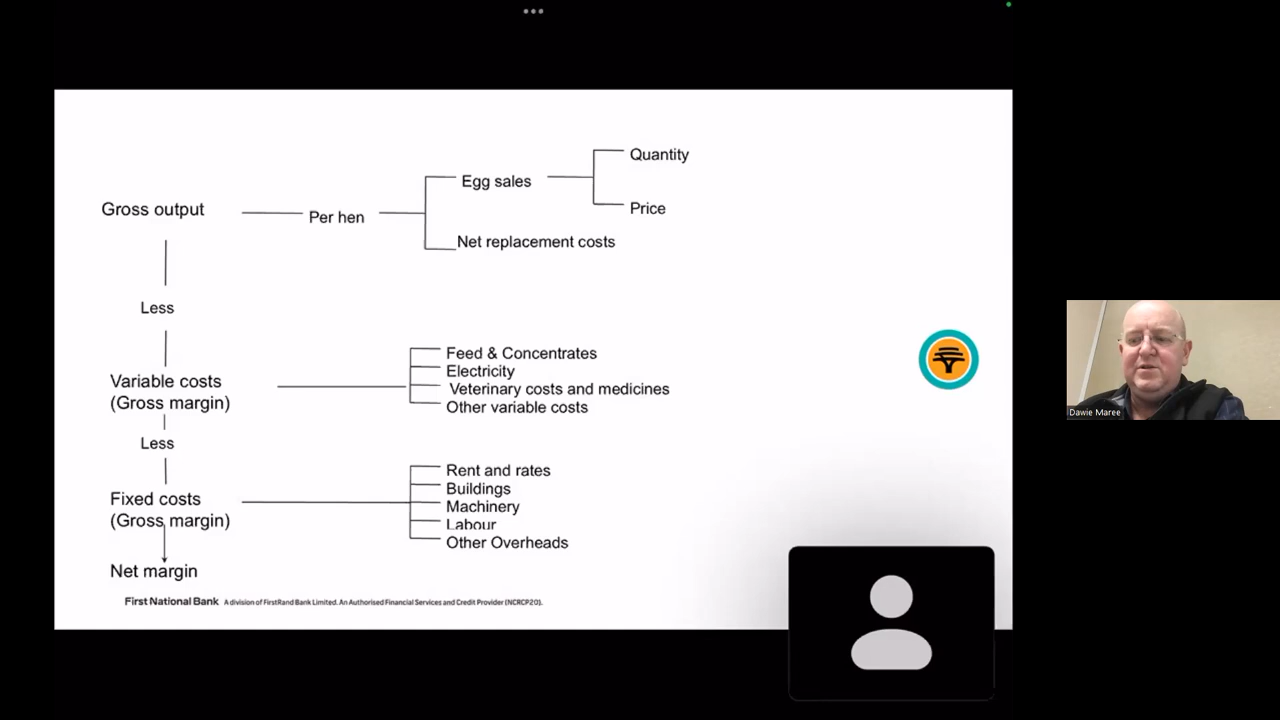 Quantity
Egg sales
Price
Gross output
Per hen
Net replacement costs
Less
Variable costs
(Gross margin)
Feed & Concentrates
Electricity
Veterinary costs and medicines
Other variable costs
Less
Fixed costs
(Gross margin)
Rent and rates
Buildings
Machinery
Labour
Other Overheads
Net margin
First National Bank A division of FirstRand Bank Limited. An Authorised Financial Services and Credit Provider (NCRCP20).
Dawie Maree